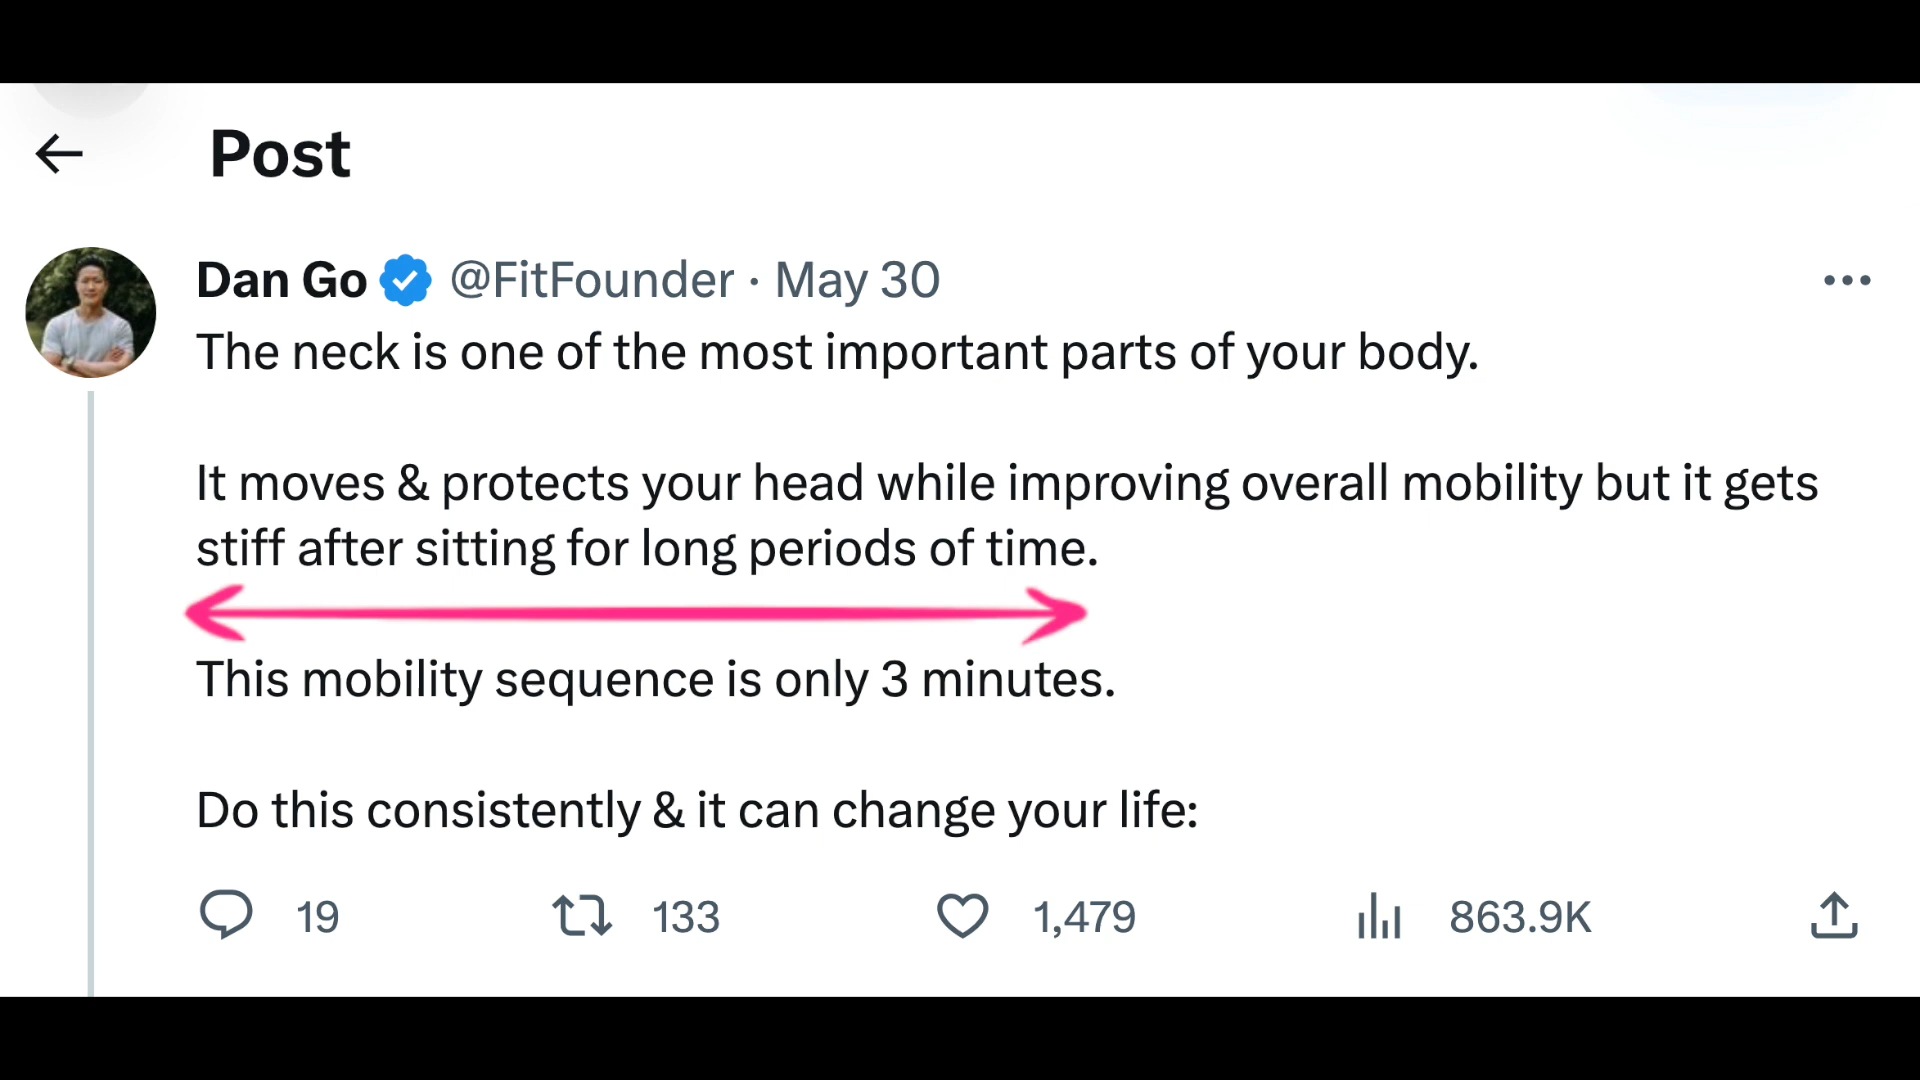 Post
Dan Go @FitFounder · May 30
The neck is one of the most important parts of your body.
It moves & protects your head while improving overall mobility but it gets
stiff after sitting for long periods of time.
This mobility sequence is only 3 minutes.
Do this consistently & it can change your life:
19 133 1,479 863.9K